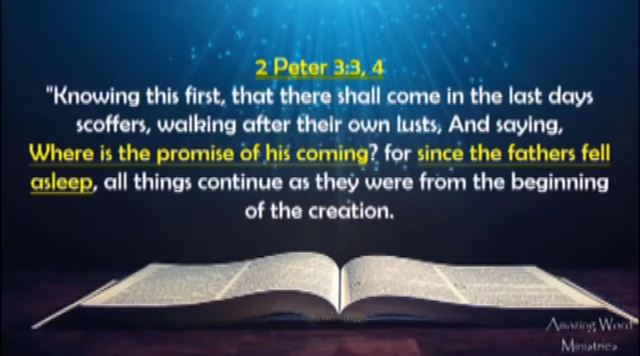 2 Peter 3:3, 4
"Knowing this first, that there shall come in the last days
scoffers, walking after their own lusts, And saying,
Where is the promise of his coming? for since the fathers fell
asleep, all things continue as they were from the beginning
of the creation.
Amazing Word
Ministries